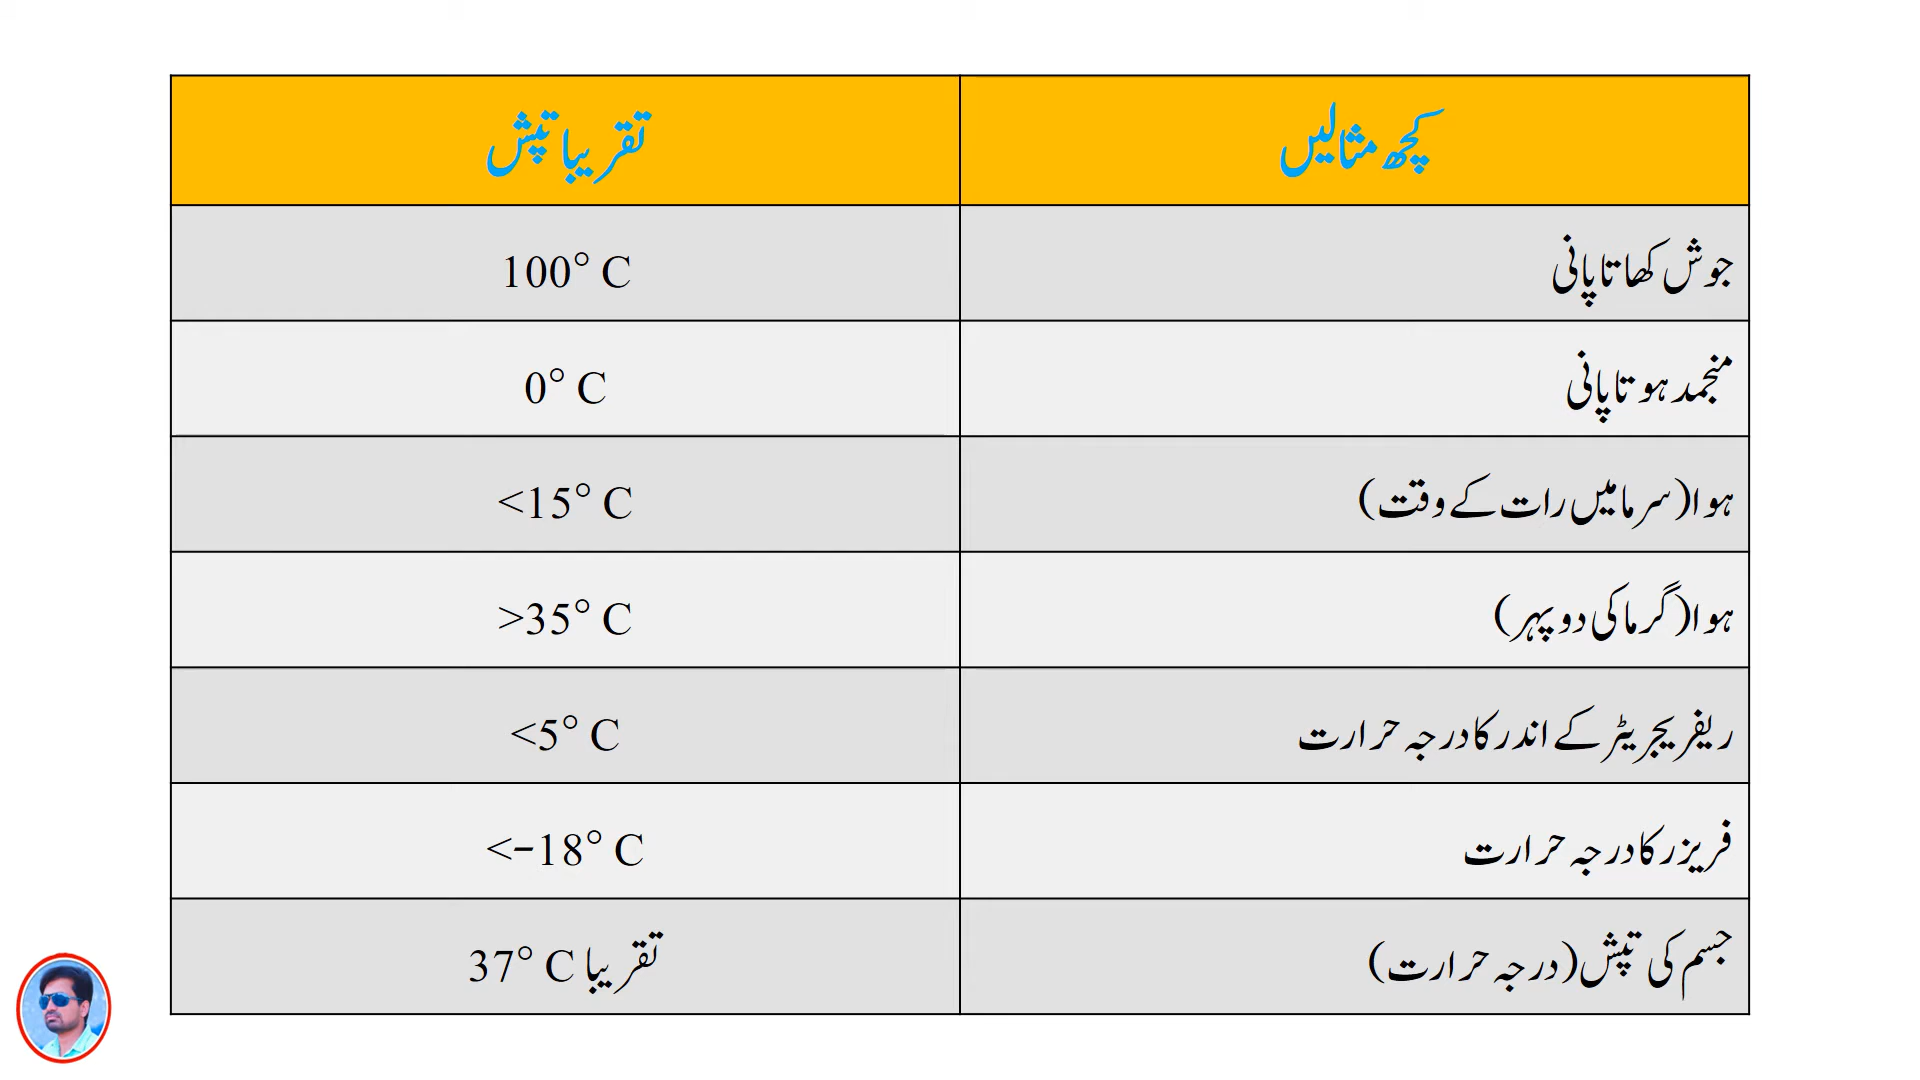 کچھ مثالیں تقریبا تپش
جوش کھاتا پانی 100° C
منجمد ہوتا پانی 0° C
ہوا (سرما میں رات کے وقت) <15° C
ہوا (گرما کی دوپہر) >35° C
ریفریجریٹر کے اندر کا درجہ حرارت <5° C
فریزر کا درجہ حرارت <−18° C
جسم کی تپش (درجہ حرارت) تقریبا 37° C